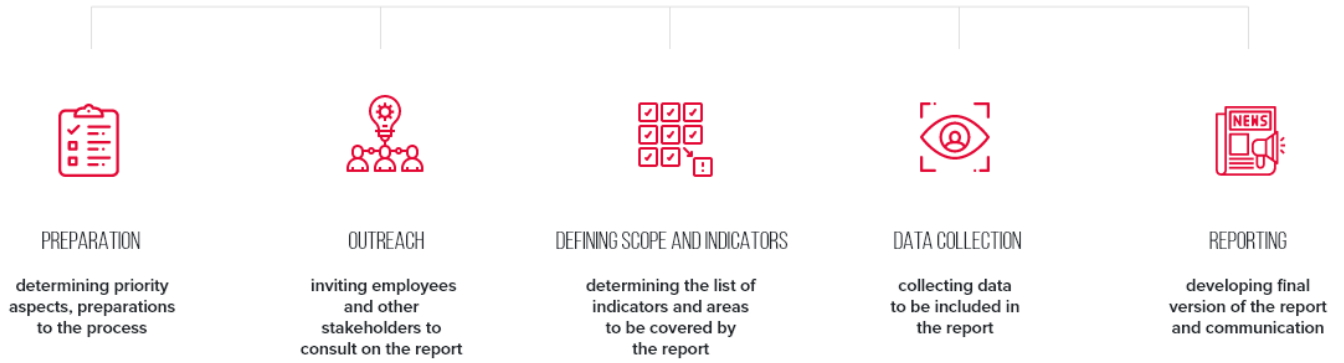 NEWS
PREPARATION
determining priority
aspects, preparations
to the process
OUTREACH
inviting employees
and other
stakeholders to
consult on the report
DEFINING SCOPE AND INDICATORS
determining the list of
indicators and areas
to be covered by
the report
DATA COLLECTION
collecting data
to be included in
the report
REPORTING
developing final
version of the report
and communication